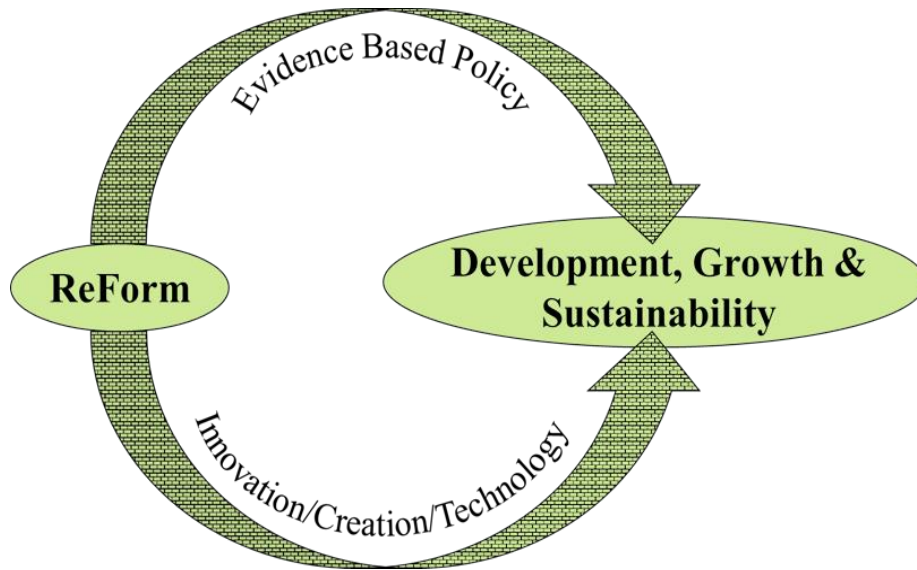 Evidence Based Policy
ReForm
Development, Growth &
Sustainability
Innovation/Creation/Technology